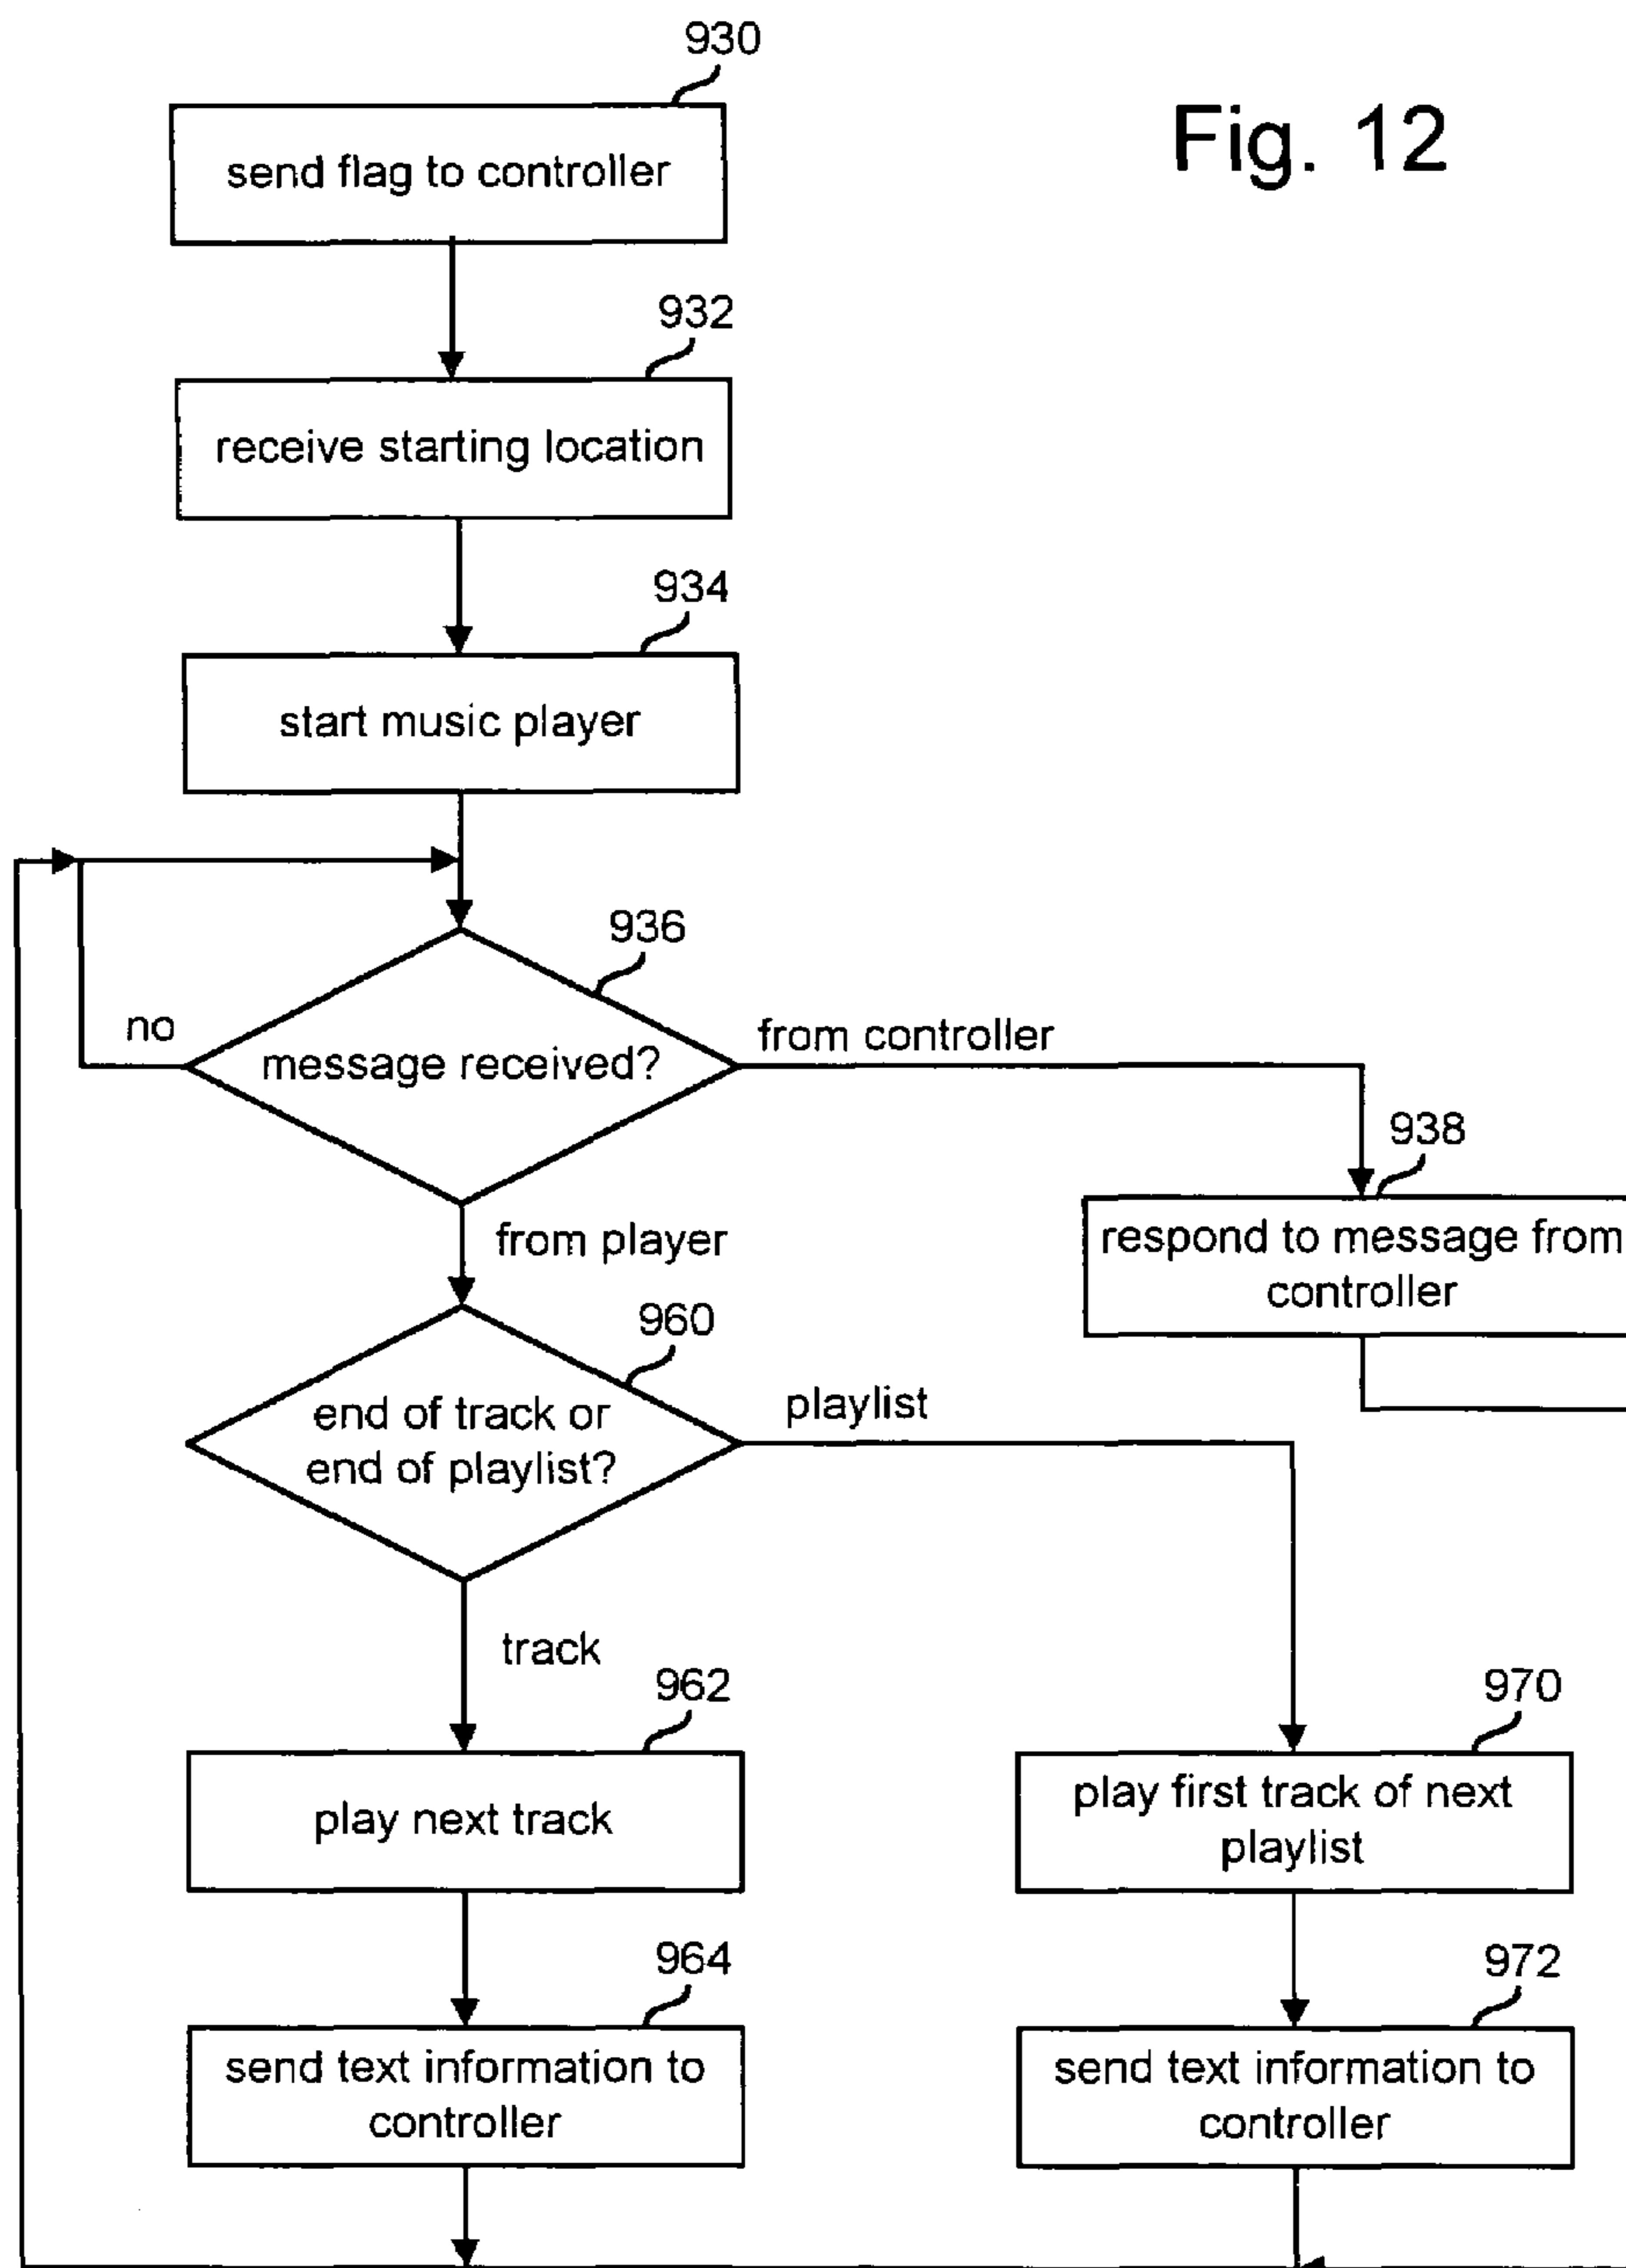 930
Fig. 12
send flag to controller
932
receive starting location
934
start music player
936
no
message received?
from controller
938
respond to message from
controller
from player
960
end of track or
end of playlist?
playlist
track
962
play next track
970
play first track of next
playlist
964
send text information to
controller
972
send text information to
controller